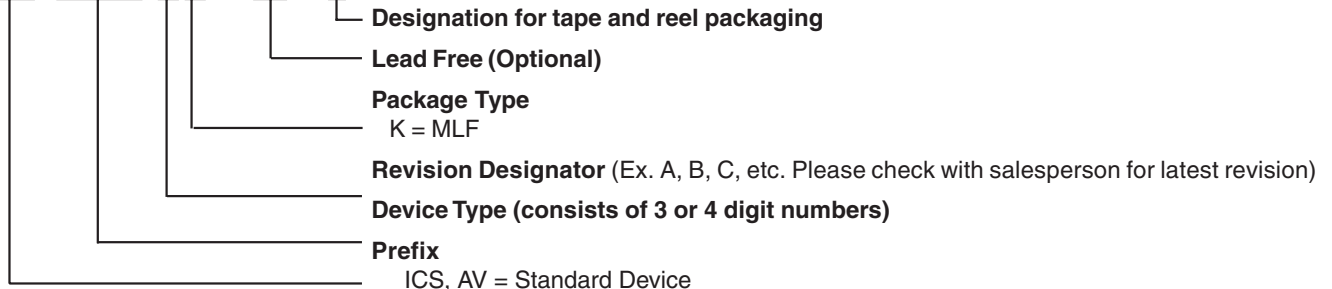 Designation for tape and reel packaging
Lead Free (Optional)
Package Type
K = MLF
Revision Designator (Ex. A, B, C, etc. Please check with salesperson for latest revision)
Device Type (consists of 3 or 4 digit numbers)
Prefix
ICS, AV = Standard Device